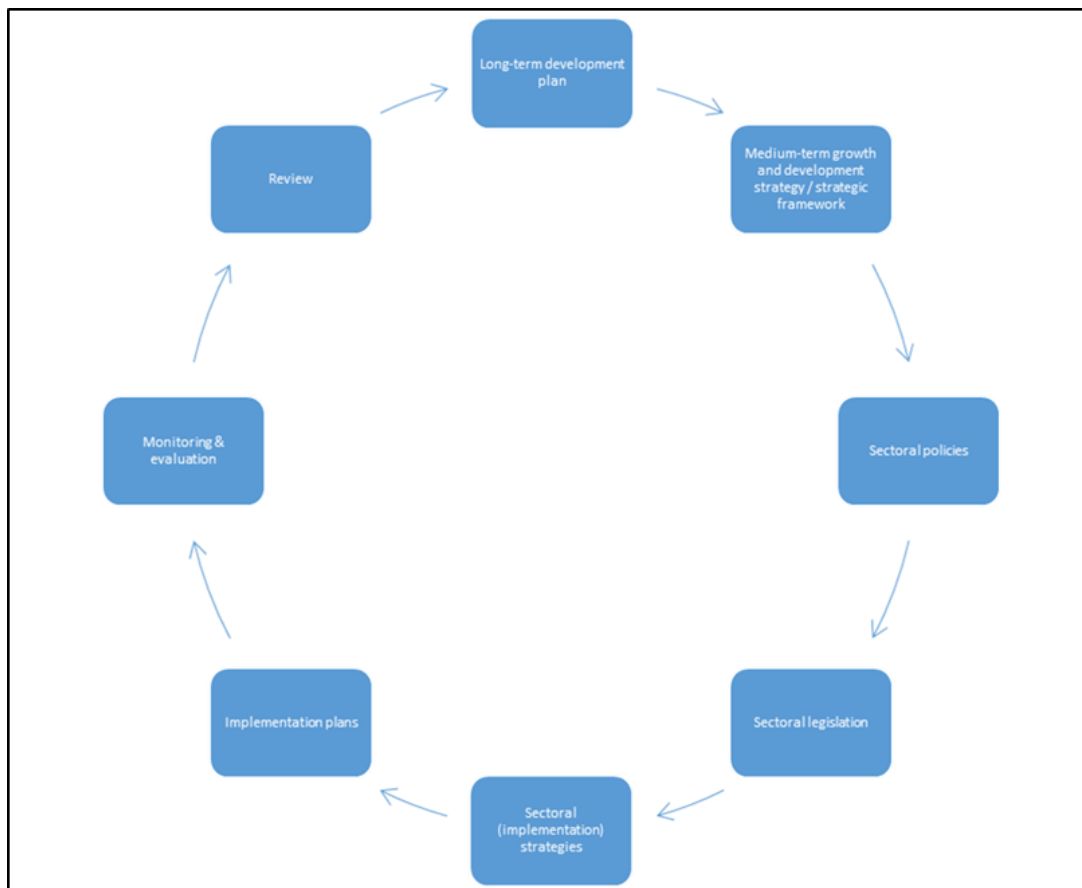 Long-term development
plan
Medium-term growth
and development
strategy / strategic
framework
Sectoral policies
Sectoral legislation
Sectoral
(implementation)
strategies
Implementation plans
Monitoring &
evaluation
Review